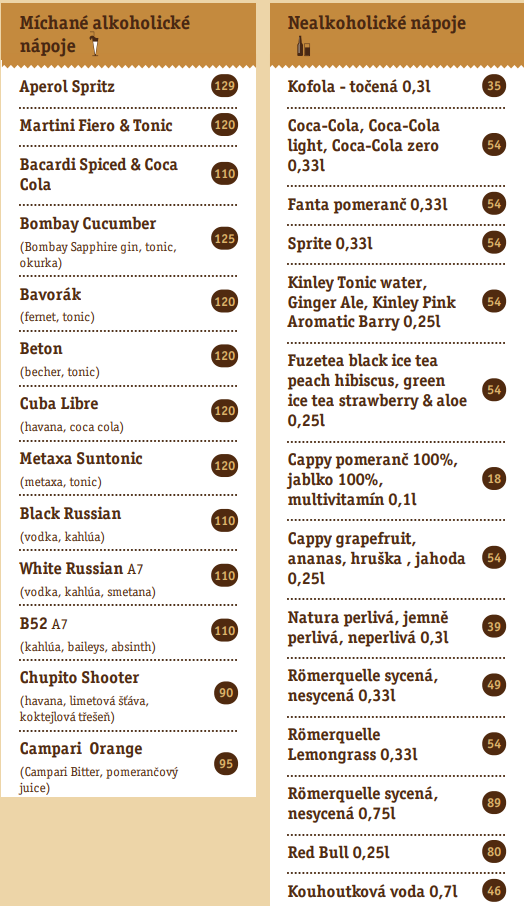 Míchané alkoholické
nápoje
Aperol Spritz 129
Martini Fiero & Tonic 120
Bacardi Spiced & Coca 110
Cola
Bombay Cucumber 125
(Bombay Sapphire gin, tonic,
okurka)
Bavorák 120
(fernet, tonic)
Beton 120
(becher, tonic)
Cuba Libre 120
(havana, coca cola)
Metaxa Suntonic 120
(metaxa, tonic)
Black Russian 110
(vodka, kahlúa)
White Russian A7 110
(vodka, kahlúa, smetana)
B52 A7 110
(kahlúa, baileys, absinth)
Chupito Shooter 90
(havana, limetová šťáva,
koktejlová třešeň)
Campari Orange 95
(Campari Bitter, pomerančový
juice)
Nealkoholické nápoje
Kofola - točená 0,3l 35
Coca-Cola, Coca-Cola
light, Coca-Cola zero 54
0,33l
Fanta pomeranč 0,33l 54
Sprite 0,33l 54
Kinley Tonic water,
Ginger Ale, Kinley Pink 54
Aromatic Barry 0,25l
Fuzetea black ice tea
peach hibiscus, green 54
ice tea strawberry & aloe
0,25l
Cappy pomeranč 100%,
jablko 100%, 18
multivitamín 0,1l
Cappy grapefruit,
ananas, hruška , jahoda 54
0,25l
Natura perlivá, jemně 39
perlivá, neperlivá 0,3l
Römerquelle sycená, 49
nesycená 0,33l
Römerquelle 54
Lemongrass 0,33l
Römerquelle sycená, 89
nesycená 0,75l
Red Bull 0,25l 80
Kouhoutková voda 0,7l 46